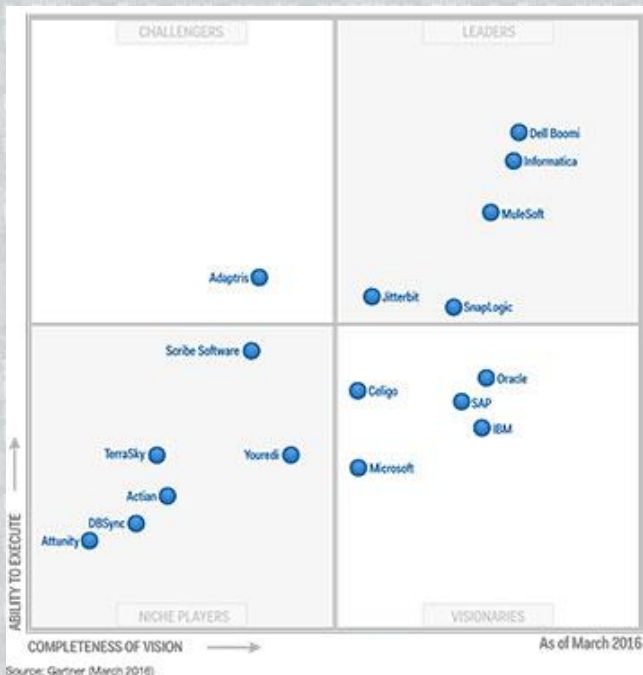 CHALLENGERS
LEADERS
Dell Boomi
Informatica
MuleSoft
Adaptris
Jitterbit
SnapLogic
Scribe Software
Oracle
Celigo
SAP
IBM
TerraSky
Youredi
Microsoft
Actian
DBSync
Attunity
ABILITY TO EXECUTE
NICHE PLAYERS
VISIONARIES
COMPLETENESS OF VISION
As of March 2016
Source: Gartner (March 2016)